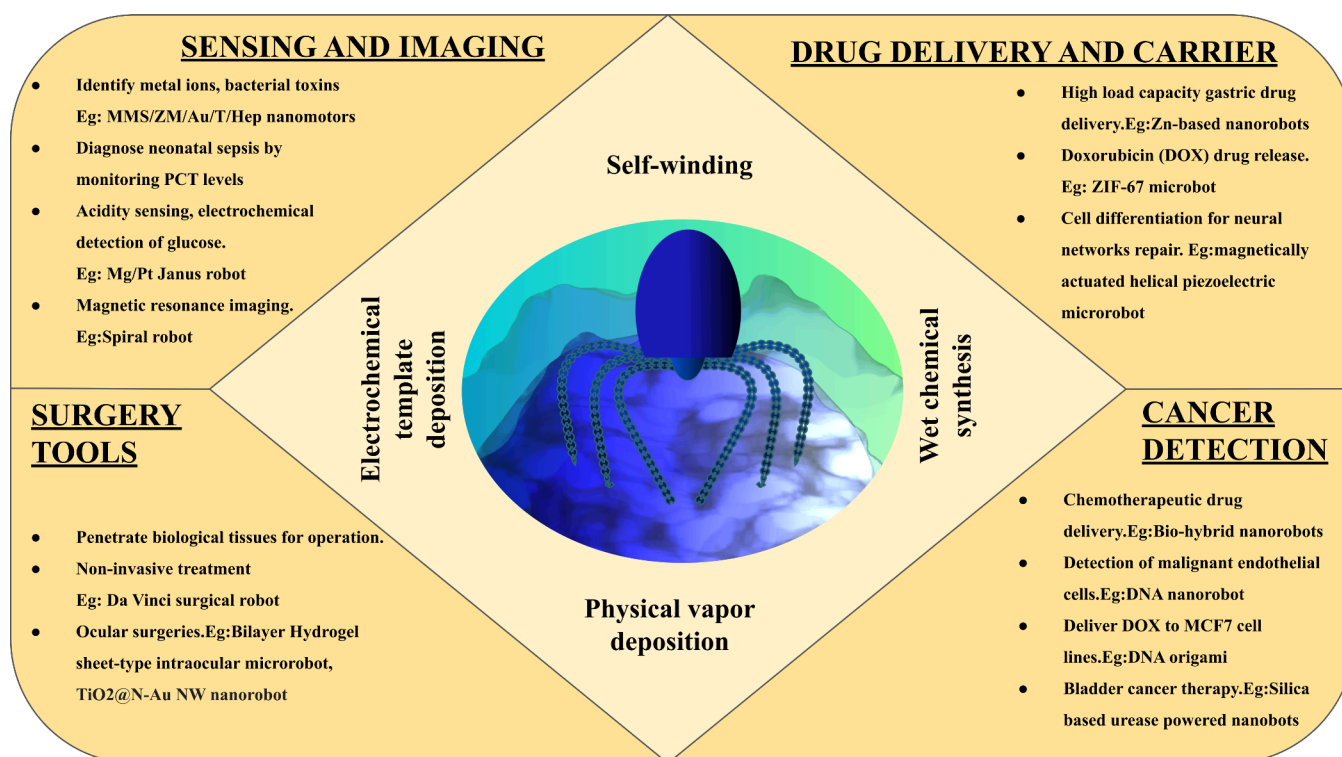 SENSING AND IMAGING
● Identify metal ions, bacterial toxins
Eg: MMS/ZM/Au/T/Hep nanomotors
● Diagnose neonatal sepsis by
monitoring PCT levels
● Acidity sensing, electrochemical
detection of glucose.
Eg: Mg/Pt Janus robot
● Magnetic resonance imaging.
Eg:Spiral robot
DRUG DELIVERY AND CARRIER
● High load capacity gastric drug
delivery.Eg:Zn-based nanorobots
● Doxorubicin (DOX) drug release.
Eg: ZIF-67 microbot
● Cell differentiation for neural
networks repair. Eg:magnetically
actuated helical piezoelectric
microrobot
Self-winding
Electrochemical
template
deposition
Wet chemical
synthesis
Physical vapor
deposition
SURGERY
TOOLS
● Penetrate biological tissues for operation.
● Non-invasive treatment
Eg: Da Vinci surgical robot
● Ocular surgeries.Eg:Bilayer Hydrogel
sheet-type intraocular microrobot,
TiO2@N-Au NW nanorobot
CANCER
DETECTION
● Chemotherapeutic drug
delivery.Eg:Bio-hybrid nanorobots
● Detection of malignant endothelial
cells.Eg:DNA nanorobot
● Deliver DOX to MCF7 cell
lines.Eg:DNA origami
● Bladder cancer therapy.Eg:Silica
based urease powered nanobots